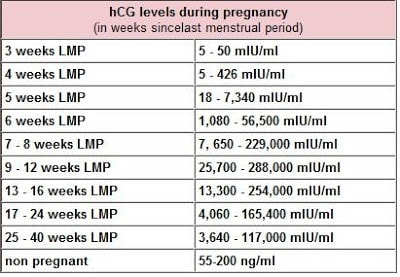 hCG levels during pregnancy
(in weeks sincelast menstrual period)
3 weeks LMP 5 - 50 mIU/ml
4 weeks LMP 5 - 426 mIU/ml
5 weeks LMP 18 - 7,340 mIU/ml
6 weeks LMP 1,080 - 56,500 mIU/ml
7 - 8 weeks LMP 7, 650 - 229,000 mIU/ml
9 - 12 weeks LMP 25,700 - 288,000 mIU/ml
13 - 16 weeks LMP 13,300 - 254,000 mIU/ml
17 - 24 weeks LMP 4,060 - 165,400 mIU/ml
25 - 40 weeks LMP 3,640 - 117,000 mIU/ml
non pregnant 55-200 ng/ml